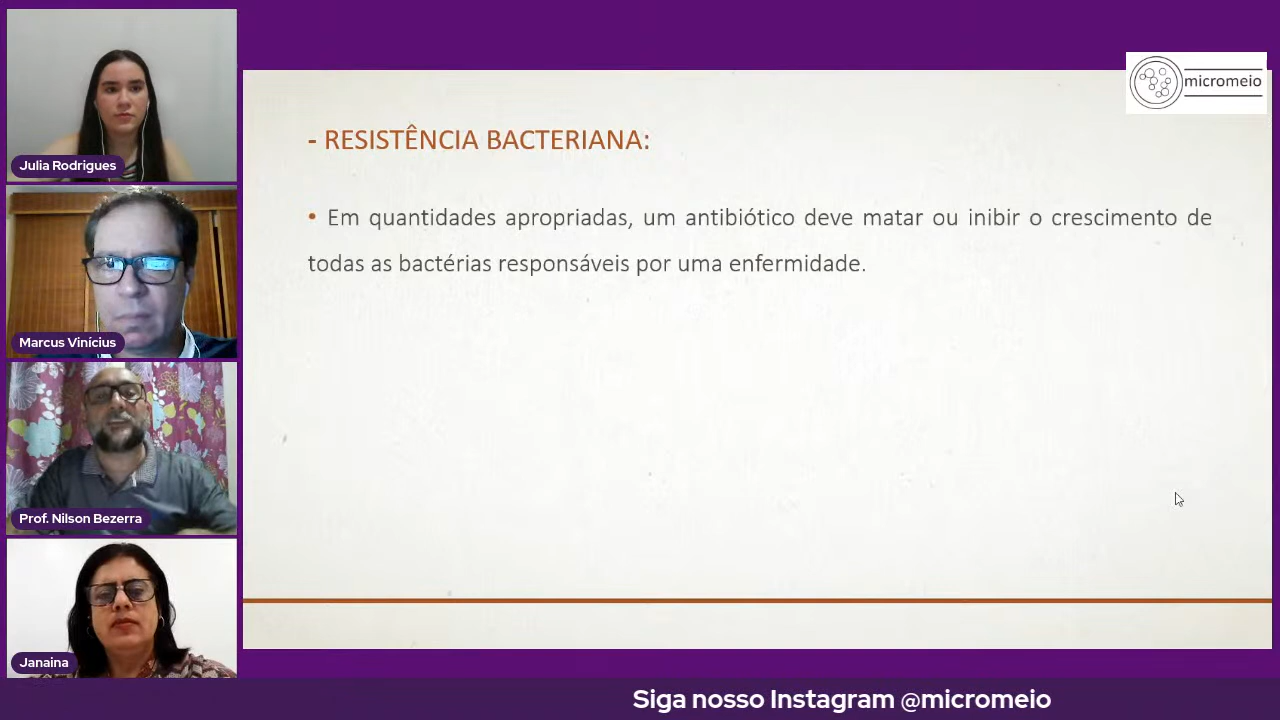 Julia Rodrigues
Marcus Vinícius
Prof. Nilson Bezerra
Janaina
micromeio
- RESISTÊNCIA BACTERIANA:
• Em quantidades apropriadas, um antibiótico deve matar ou inibir o crescimento de
todas as bactérias responsáveis por uma enfermidade.
Siga nosso Instagram @micromeio